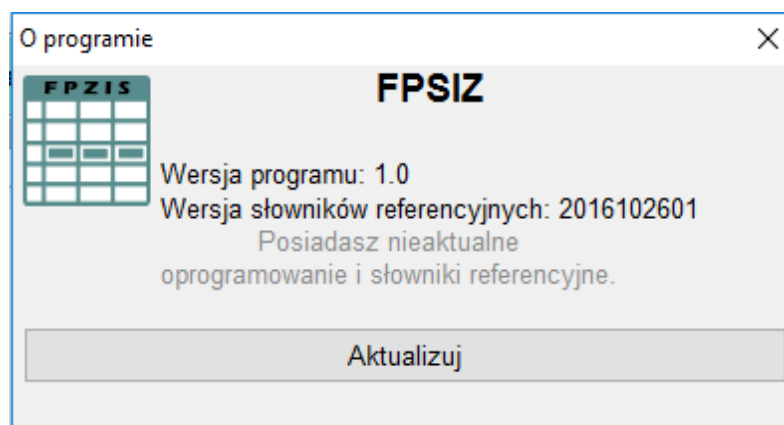 O programie
FPZIS
FPSIZ
Wersja programu: 1.0
Wersja słowników referencyjnych: 2016102601
Posiadasz nieaktualne
oprogramowanie i słowniki referencyjne.
Aktualizuj